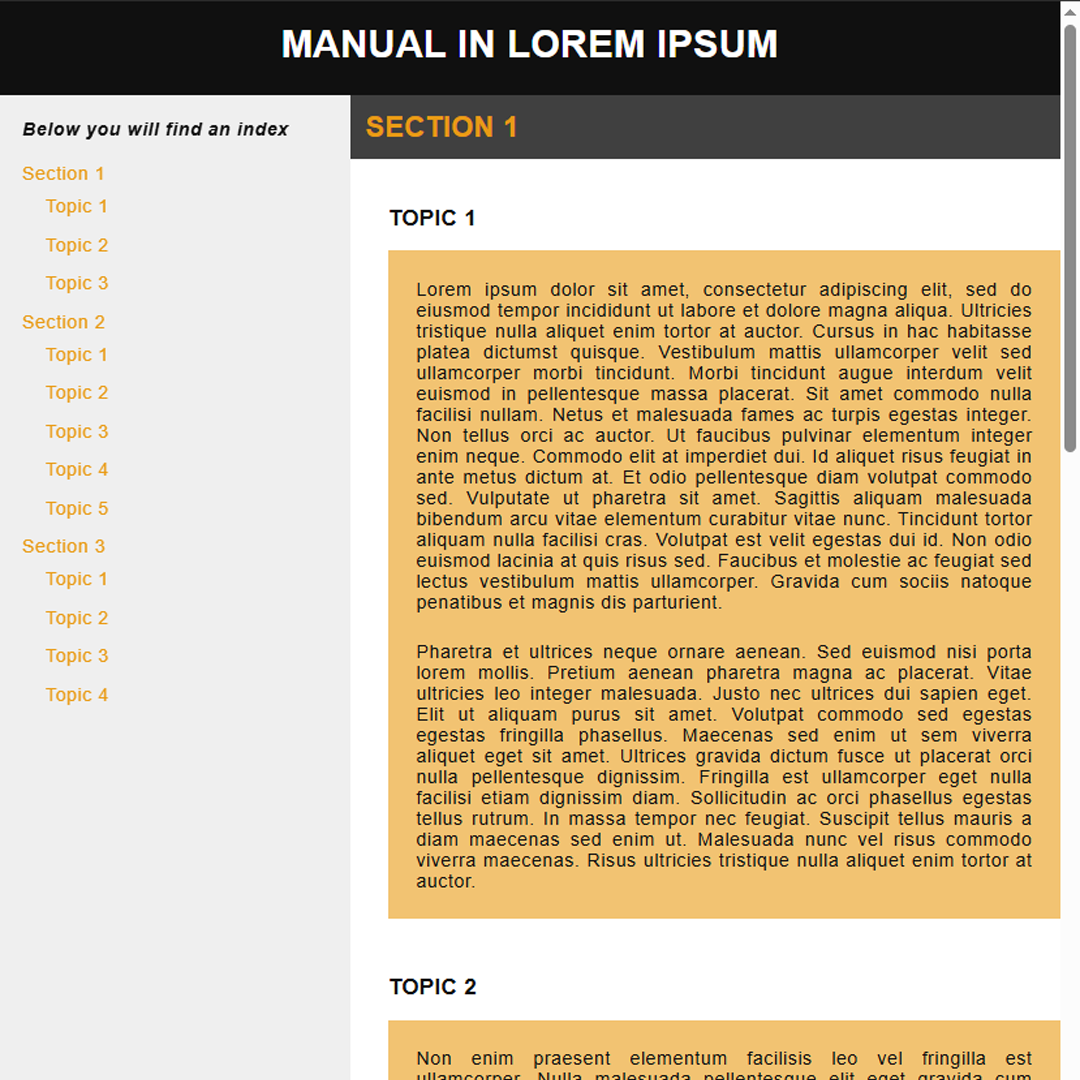 MANUAL IN LOREM IPSUM
Below you will find an index
Section 1
Topic 1
Topic 2
Topic 3
Section 2
Topic 1
Topic 2
Topic 3
Topic 4
Topic 5
Section 3
Topic 1
Topic 2
Topic 3
Topic 4
SECTION 1
TOPIC 1
Lorem ipsum dolor sit amet, consectetur adipiscing elit, sed do
eiusmod tempor incididunt ut labore et dolore magna aliqua. Ultricies
tristique nulla aliquet enim tortor at auctor. Cursus in hac habitasse
platea dictumst quisque. Vestibulum mattis ullamcorper velit sed
ullamcorper morbi tincidunt. Morbi tincidunt augue interdum velit
euismod in pellentesque massa placerat. Sit amet commodo nulla
facilisi nullam. Netus et malesuada fames ac turpis egestas integer.
Non tellus orci ac auctor. Ut faucibus pulvinar elementum integer
enim neque. Commodo elit at imperdiet dui. Id aliquet risus feugiat in
ante metus dictum at. Et odio pellentesque diam volutpat commodo
sed. Vulputate ut pharetra sit amet. Sagittis aliquam malesuada
bibendum arcu vitae elementum curabitur vitae nunc. Tincidunt tortor
aliquam nulla facilisi cras. Volutpat est velit egestas dui id. Non odio
euismod lacinia at quis risus sed. Faucibus et molestie ac feugiat sed
lectus vestibulum mattis ullamcorper. Gravida cum sociis natoque
penatibus et magnis dis parturient.
Pharetra et ultrices neque ornare aenean. Sed euismod nisi porta
lorem mollis. Pretium aenean pharetra magna ac placerat. Vitae
ultricies leo integer malesuada. Justo nec ultrices dui sapien eget.
Elit ut aliquam purus sit amet. Volutpat commodo sed egestas
egestas fringilla phasellus. Maecenas sed enim ut sem viverra
aliquet eget sit amet. Ultrices gravida dictum fusce ut placerat orci
nulla pellentesque dignissim. Fringilla est ullamcorper eget nulla
facilisi etiam dignissim diam. Sollicitudin ac orci phasellus egestas
tellus rutrum. In massa tempor nec feugiat. Suscipit tellus mauris a
diam maecenas sed enim ut. Malesuada nunc vel risus commodo
viverra maecenas. Risus ultricies tristique nulla aliquet enim tortor at
auctor.
TOPIC 2
Non enim praesent elementum facilisis leo vel fringilla est
ullamcorper. Nulla malesuada pellentesque elit eget gravida cum